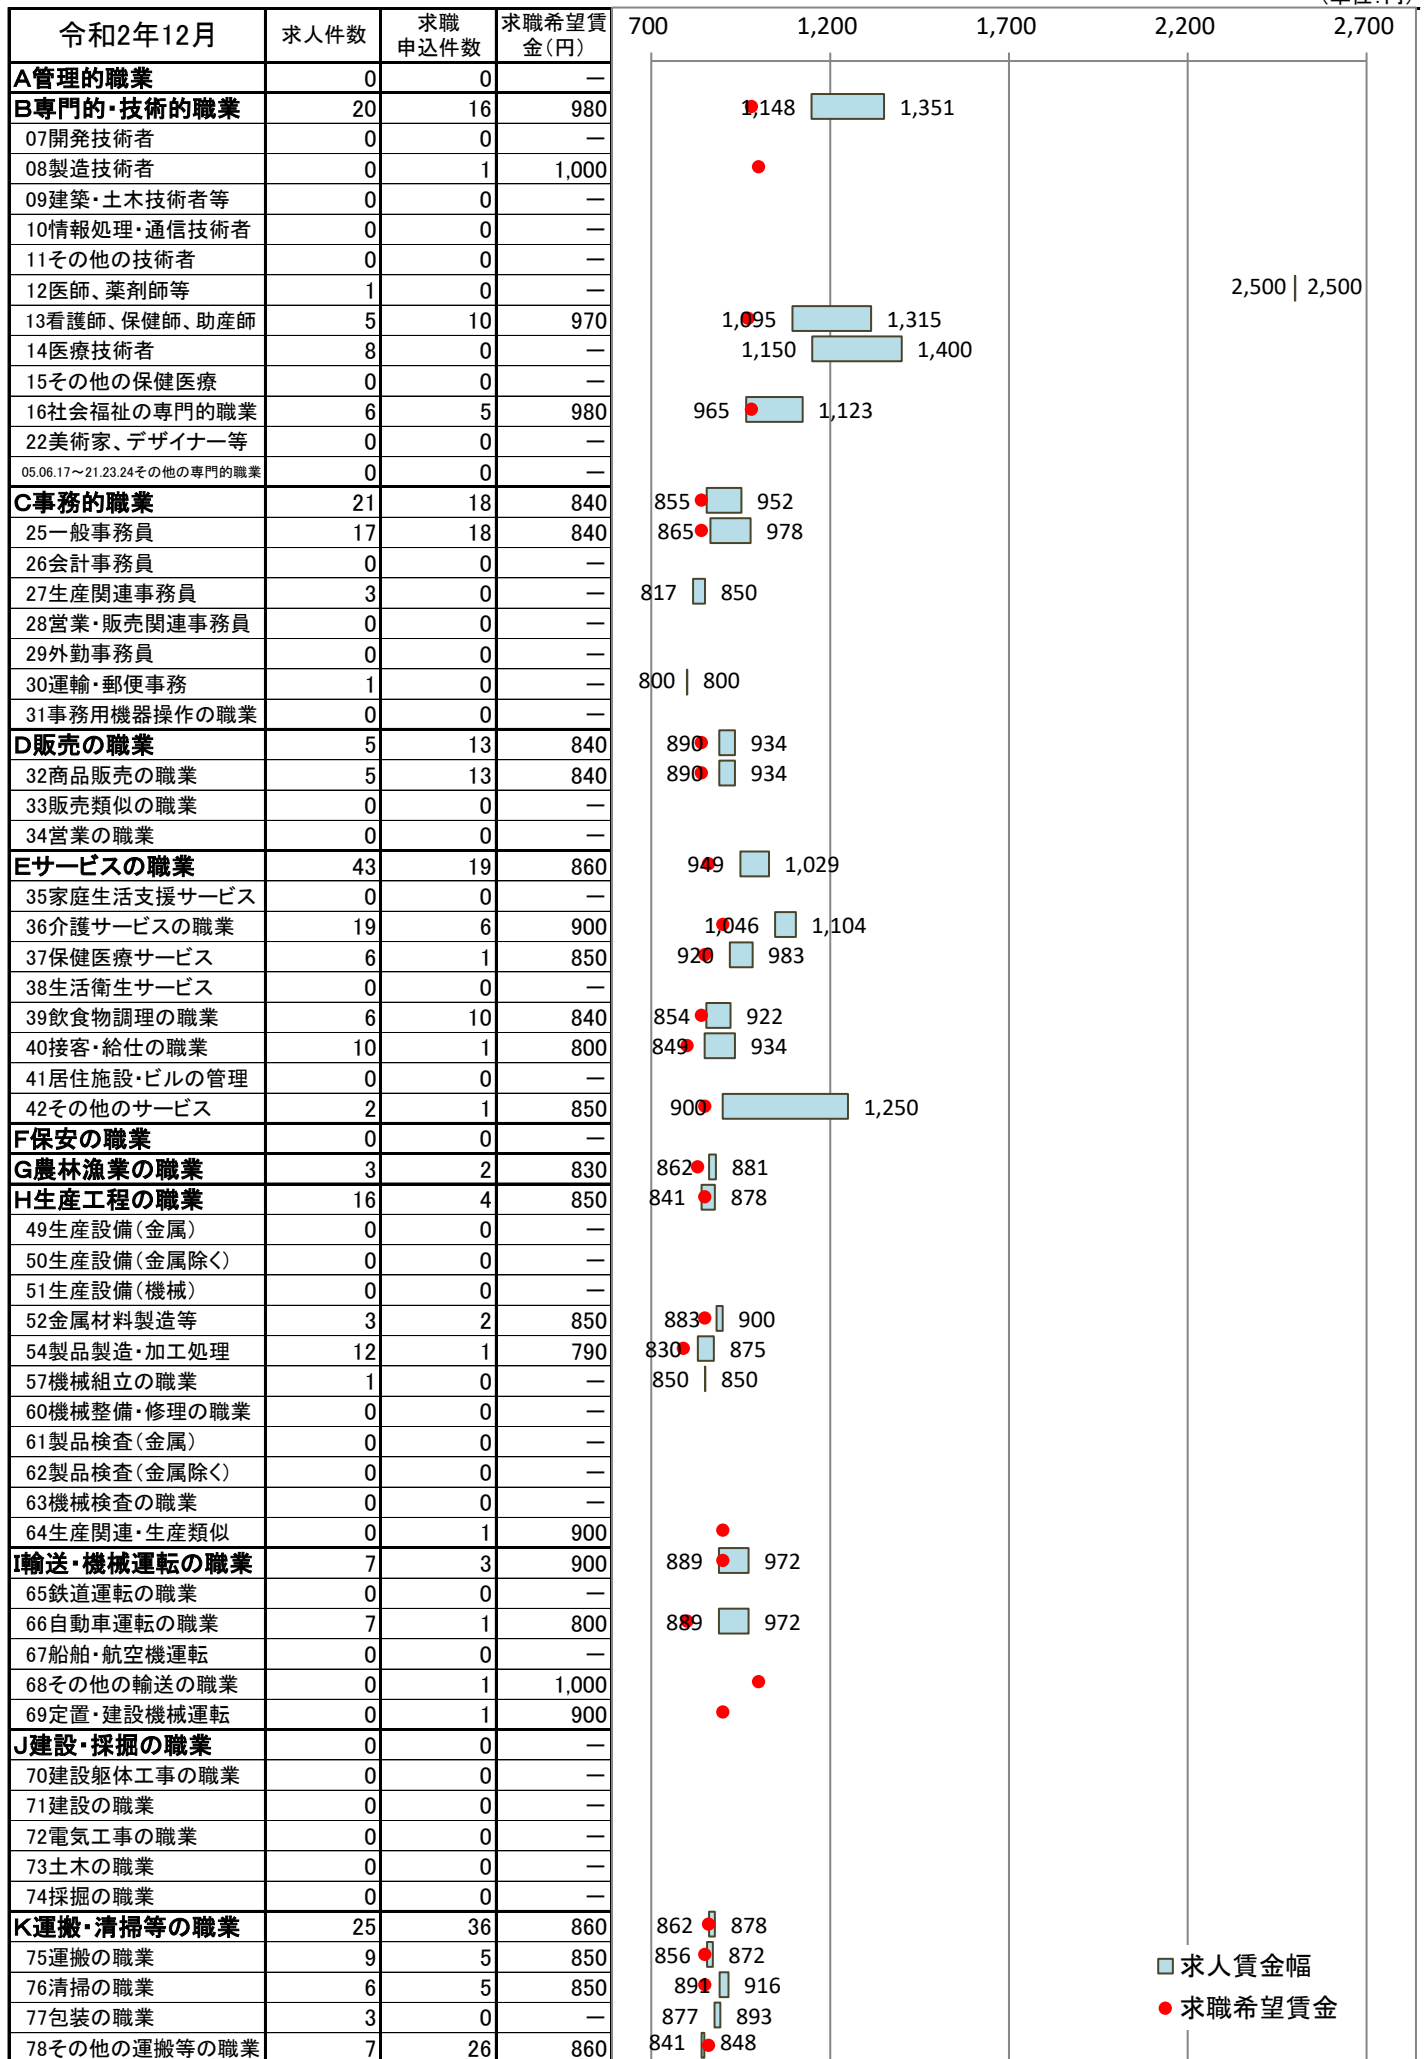 (単位:円)
令和2年12月 求人件数 求職申込件数 求職希望賃金(円) 700 1,200 1,700 2,200 2,700
A管理的職業 0 0 —
B専門的・技術的職業 20 16 980 1,148 1,351
07開発技術者 0 0 —
08製造技術者 0 1 1,000
09建築・土木技術者等 0 0 —
10情報処理・通信技術者 0 0 —
11その他の技術者 0 0 —
12医師、薬剤師等 1 0 — 2,500 2,500
13看護師、保健師、助産師 5 10 970 1,095 1,315
14医療技術者 8 0 — 1,150 1,400
15その他の保健医療 0 0 —
16社会福祉の専門的職業 6 5 980 965 1,123
22美術家、デザイナー等 0 0 —
05.06.17~21.23.24その他の専門的職業 0 0 —
C事務的職業 21 18 840 855 952
25一般事務員 17 18 840 865 978
26会計事務員 0 0 —
27生産関連事務員 3 0 — 817 850
28営業・販売関連事務員 0 0 —
29外勤事務員 0 0 —
30運輸・郵便事務 1 0 — 800 800
31事務用機器操作の職業 0 0 —
D販売の職業 5 13 840 890 934
32商品販売の職業 5 13 840 890 934
33販売類似の職業 0 0 —
34営業の職業 0 0 —
Eサービスの職業 43 19 860 949 1,029
35家庭生活支援サービス 0 0 —
36介護サービスの職業 19 6 900 1,046 1,104
37保健医療サービス 6 1 850 920 983
38生活衛生サービス 0 0 —
39飲食物調理の職業 6 10 840 854 922
40接客・給仕の職業 10 1 800 849 934
41居住施設・ビルの管理 0 0 —
42その他のサービス 2 1 850 900 1,250
F保安の職業 0 0 —
G農林漁業の職業 3 2 830 862 881
H生産工程の職業 16 4 850 841 878
49生産設備(金属) 0 0 —
50生産設備(金属除く) 0 0 —
51生産設備(機械) 0 0 —
52金属材料製造等 3 2 850 883 900
54製品製造・加工処理 12 1 790 830 875
57機械組立の職業 1 0 — 850 850
60機械整備・修理の職業 0 0 —
61製品検査(金属) 0 0 —
62製品検査(金属除く) 0 0 —
63機械検査の職業 0 0 —
64生産関連・生産類似 0 1 900
I輸送・機械運転の職業 7 3 900 889 972
65鉄道運転の職業 0 0 —
66自動車運転の職業 7 1 800 889 972
67船舶・航空機運転 0 0 —
68その他の輸送の職業 0 1 1,000
69定置・建設機械運転 0 1 900
J建設・採掘の職業 0 0 —
70建設躯体工事の職業 0 0 —
71建設の職業 0 0 —
72電気工事の職業 0 0 —
73土木の職業 0 0 —
74採掘の職業 0 0 —
K運搬・清掃等の職業 25 36 860 862 878
75運搬の職業 9 5 850 856 872
76清掃の職業 6 5 850 891 916
77包装の職業 3 0 — 877 893
78その他の運搬等の職業 7 26 860 841 848
求人賃金幅
求職希望賃金